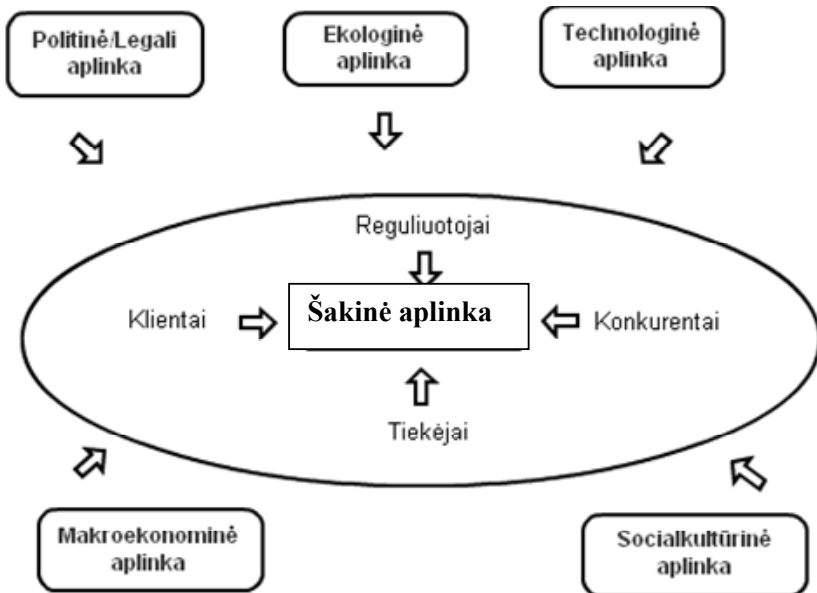 Politinė/Legali
aplinka
Ekologinė
aplinka
Technologinė
aplinka
Reguliuotojai
Klientai
Šakinė aplinka
Konkurentai
Tiekėjai
Makroekonominė
aplinka
Socialkultūrinė
aplinka